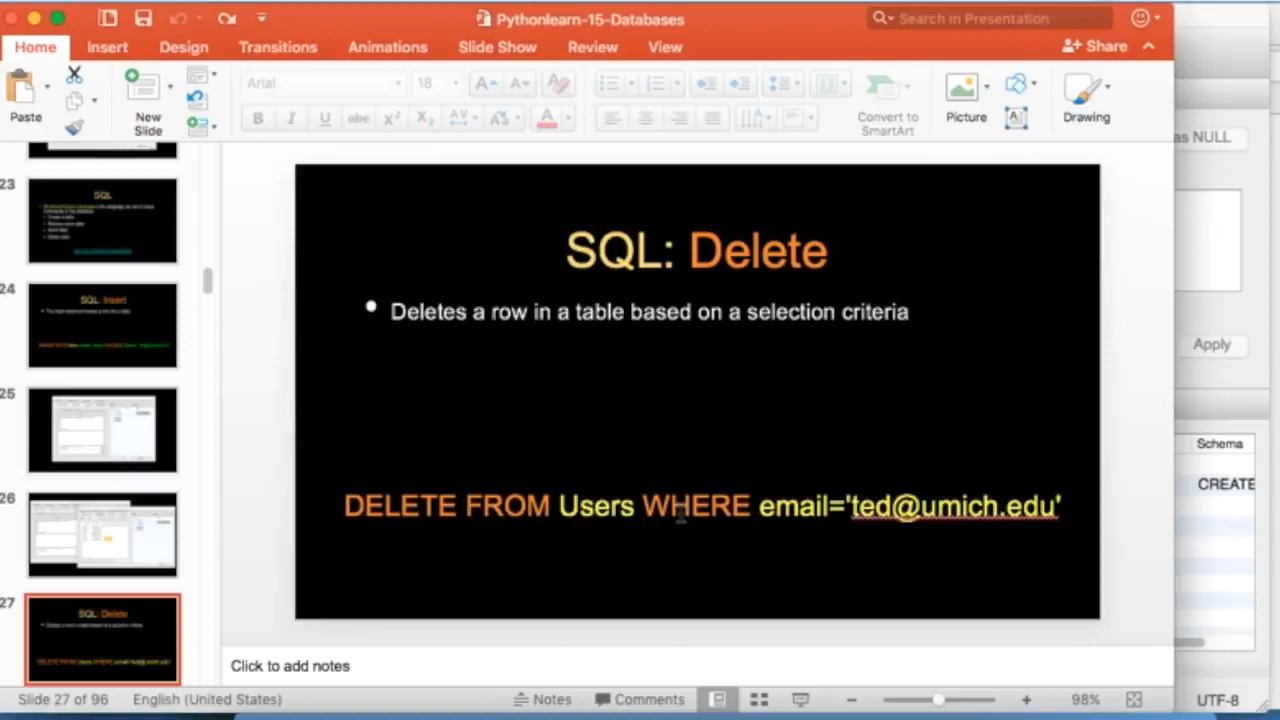 Pythonlearn-15-Databases
Search in Presentation
Home Insert Design Transitions Animations Slide Show Review View Share
Arial 18
Paste New Slide Convert to SmartArt Picture Drawing
as NULL
23
SQL
24
SQL: Insert
25
26
27
SQL: Delete
SQL: Delete
• Deletes a row in a table based on a selection criteria
DELETE FROM Users WHERE email='ted@umich.edu'
Apply
Schema
CREATE
Click to add notes
Slide 27 of 96 English (United States) Notes Comments 98% UTF-8